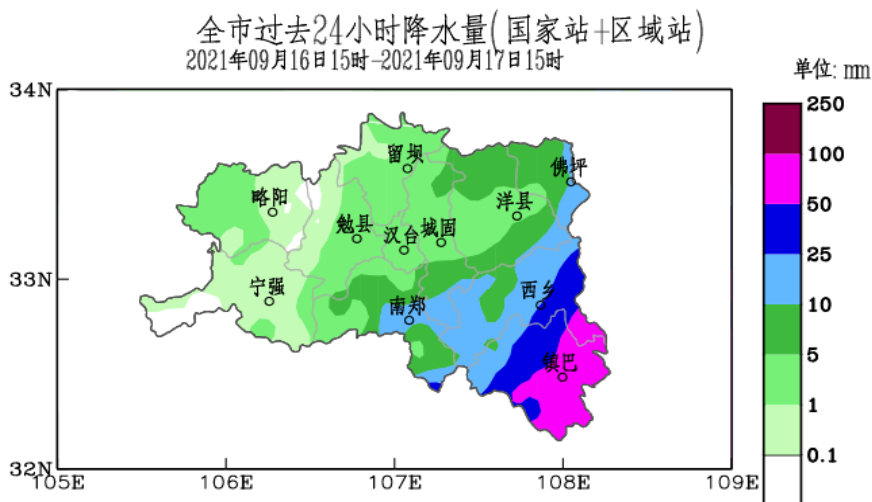 全市过去24小时降水量(国家站+区域站)
2021年09月16日15时-2021年09月17日15时
单位: mm
34N
250
留坝
佛坪
100
略阳
洋县
勉县
汉台
城固
50
33N
25
宁强
西乡
南郑
10
镇巴
5
1
0.1
32N
105E
106E
107E
108E
109E